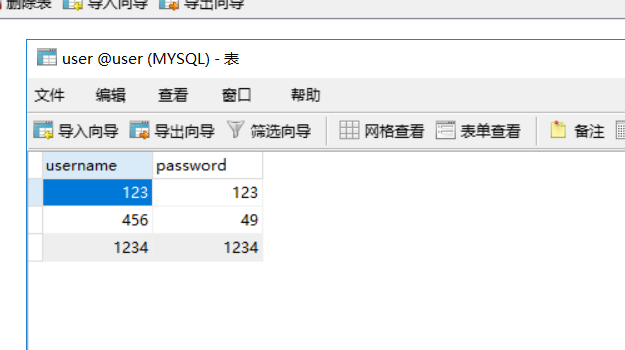 删除表 导入向导 导出向导
user @user (MYSQL) - 表
文件 编辑 查看 窗口 帮助
导入向导 导出向导 筛选向导 网格查看 表单查看 备注
username password
123 123
456 49
1234 1234